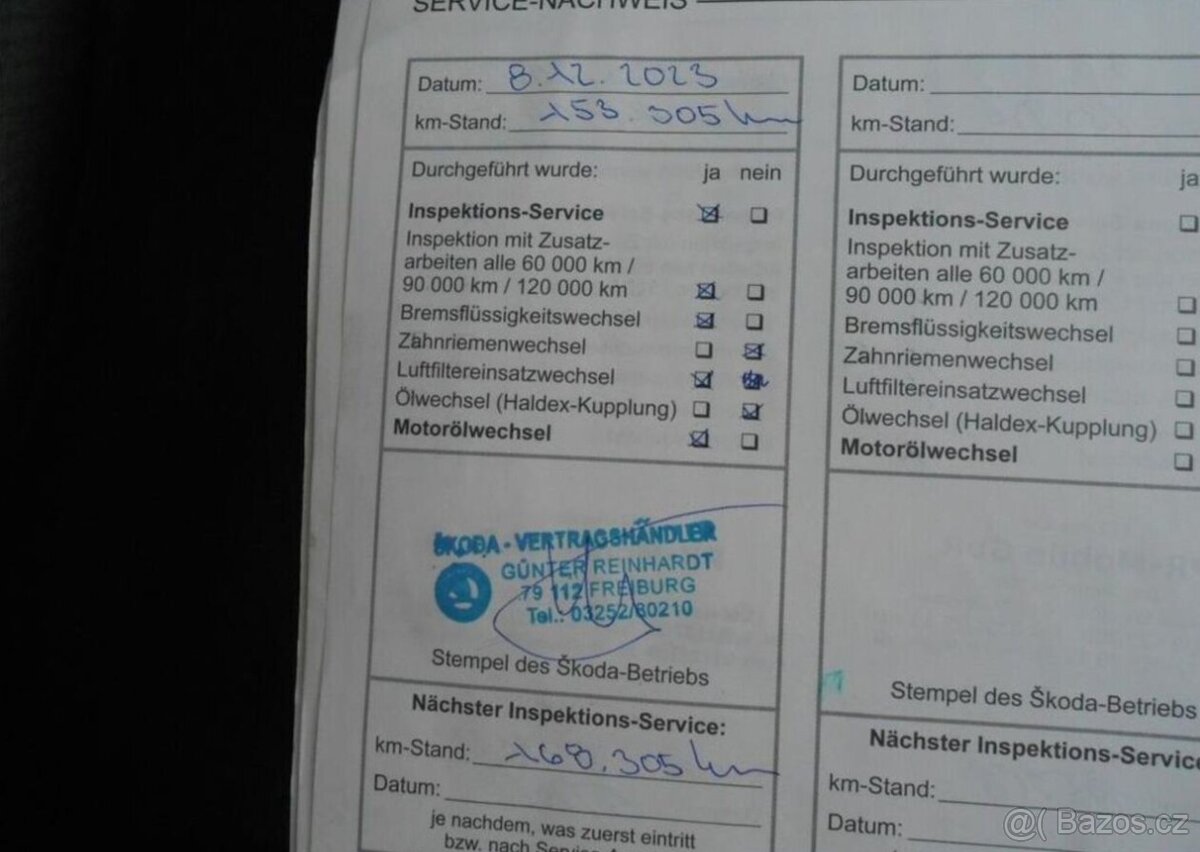 SERVICE-NACHWEIS
Datum: 8.12.2023
km-Stand: 153.305 km
Durchgeführt wurde: ja nein
Inspektions-Service
Inspektion mit Zusatz-
arbeiten alle 60 000 km /
90 000 km / 120 000 km
Bremsflüssigkeitswechsel
Zahnriemenwechsel
Luftfiltereinsatzwechsel
Ölwechsel (Haldex-Kupplung)
Motorölwechsel
ŠKODA - VERTRAGSHÄNDLER
GÜNTER REINHARDT
79 112 FREIBURG
Tel.: 03252/80210
Stempel des Škoda-Betriebs
Nächster Inspektions-Service:
km-Stand: 168.305 km
Datum:
je nachdem, was zuerst eintritt
bzw. nach
Datum:
km-Stand:
Durchgeführt wurde: ja
Inspektions-Service
Inspektion mit Zusatz-
arbeiten alle 60 000 km /
90 000 km / 120 000 km
Bremsflüssigkeitswechsel
Zahnriemenwechsel
Luftfiltereinsatzwechsel
Ölwechsel (Haldex-Kupplung)
Motorölwechsel
Stempel des Škoda-Betriebs
Nächster Inspektions-Service
km-Stand:
Datum:
@( Bazos.cz